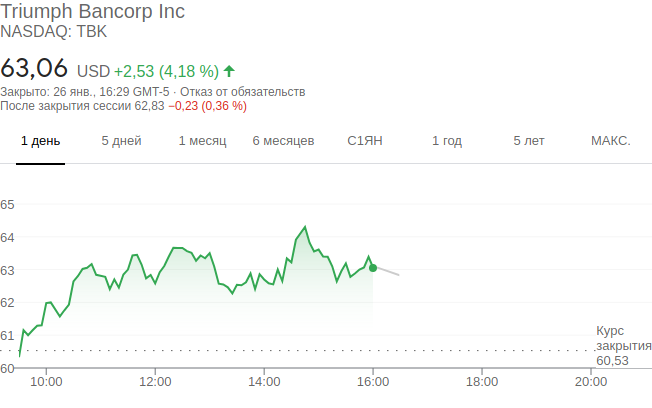 Triumph Bancorp Inc
NASDAQ: TBK
63,06 USD +2,53 (4,18 %)
Закрыто: 26 янв., 16:29 GMT-5 · Отказ от обязательств
После закрытия сессии 62,83 −0,23 (0,36 %)
1 день 5 дней 1 месяц 6 месяцев С1ЯН 1 год 5 лет МАКС.
65
64
63
62
61
60
Курс
закрытия
60,53
10:00 12:00 14:00 16:00 18:00 20:00